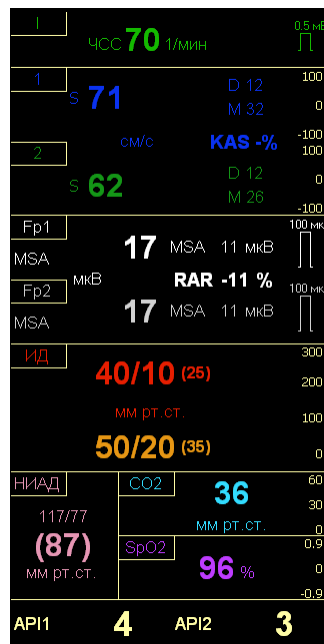 I
0.5 мВ
ЧСС 70 1/мин
1
100
D 12
S 71
0
M 32
см/с
KAS -%
-100
2
100
D 12
S 62
0
M 26
-100
Fp1
100 мк
17 MSA 11 мкВ
MSA
мкВ
RAR -11 %
Fp2
100 мк
17 MSA 11 мкВ
MSA
ИД
300
40/10 (25)
200
мм рт.ст.
100
50/20 (35)
0
НИАД
CO2
60
36
117/77
30
(87)
мм рт.ст.
0
SpO2
0.9
мм рт.ст.
96 %
0
-0.9
API1 4 API2 3